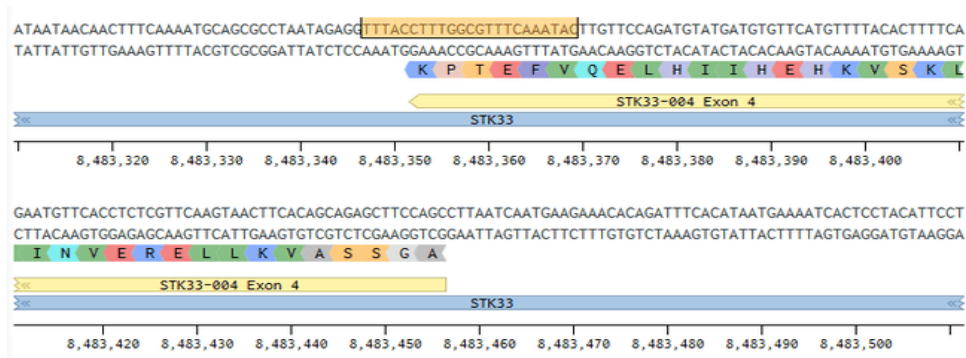 ATAATAACAACTTTCAAAATGCAGCGCCTAATAGAGGTTTACCTTTGGCGTTTCAAATACTTGTTCCAGATGTATGATGTGTTCATGTTTTACACTTTTCA
TATTATTGTTGAAAGTTTTACGTCGCGGATTATCTCCAAATGGAAACCGCAAAGTTTATGAACAAGGTCTACATACTACACAAGTACAAAATGTGAAAAGT
K P T E F V Q E L H I I H E H K V S K L
STK33-004 Exon 4
STK33
8,483,320 8,483,330 8,483,340 8,483,350 8,483,360 8,483,370 8,483,380 8,483,390 8,483,400
GAATGTTCACCTCTCGTTCAAGTAACTTCACAGCAGAGCTTCCAGCCTTAATCAATGAAGAAACACAGATTTCACATAATGAAAATCACTCCTACATTCCT
CTTACAAGTGGAGAGCAAGTTCATTGAAGTGTCGTCTCGAAGGTCGGAATTAGTTACTTCTTTGTGTCTAAAGTGTATTACTTTTAGTGAGGATGTAAGGA
I N V E R E L L K V A S S G A
STK33-004 Exon 4
STK33
8,483,420 8,483,430 8,483,440 8,483,450 8,483,460 8,483,470 8,483,480 8,483,490 8,483,500